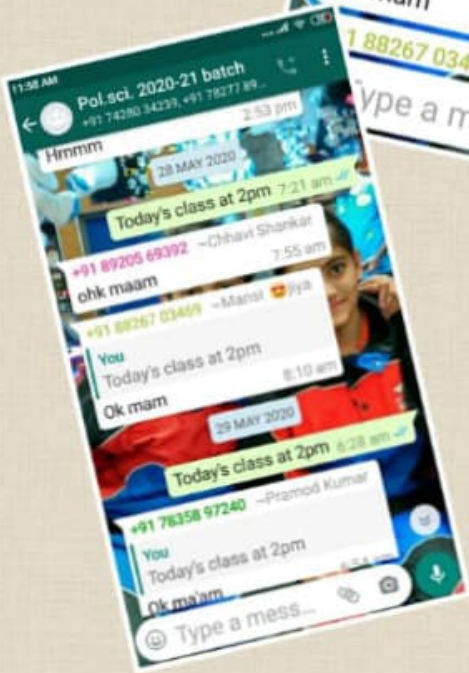 am
1 88267 034
ype a m
11:58 AM
Pol.sci. 2020-21 batch
+91 74280 34239, +91 78277 89...
2:53 pm
Hmmm
28 MAY 2020
Today's class at 2pm 7:21 am
+91 89205 69392 ~Chhavi Shankar
ohk maam 7:55 am
+91 88267 03469 ~Mansi 😍jiya
You
Today's class at 2pm
Ok mam 8:10 am
29 MAY 2020
Today's class at 2pm 6:28 am
+91 78358 97240 ~Pramod Kumar
You
Today's class at 2pm
Ok ma'am
Type a mess...